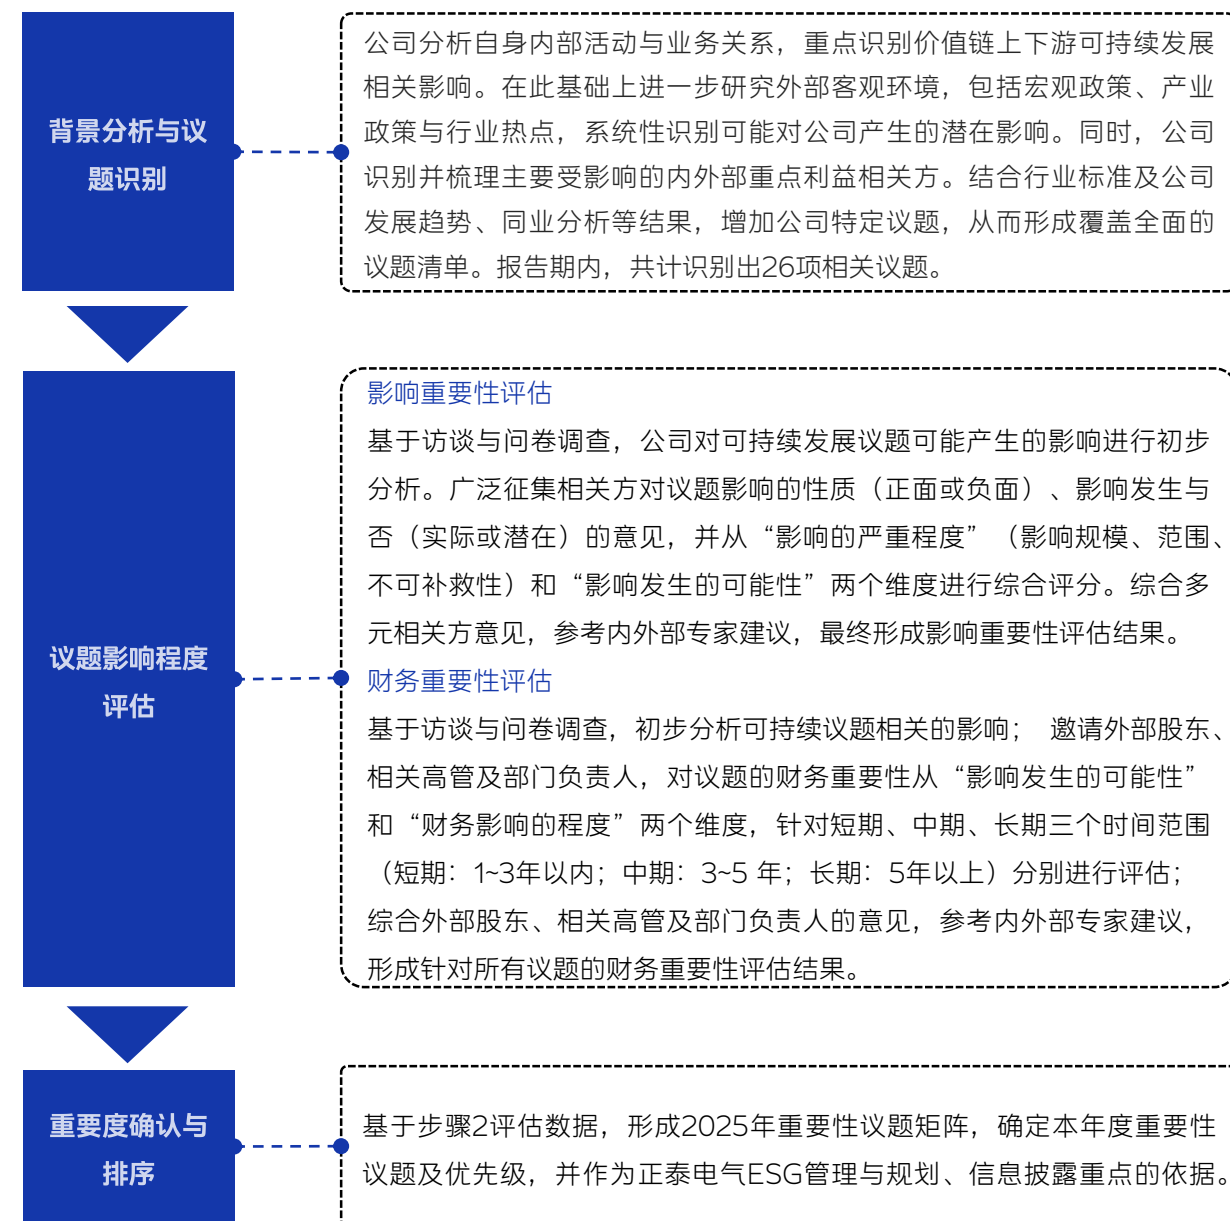 背景分析与议
题识别
公司分析自身内部活动与业务关系，重点识别价值链上下游可持续发展
相关影响。在此基础上进一步研究外部客观环境，包括宏观政策、产业
政策与行业热点，系统性识别可能对公司产生的潜在影响。同时，公司
识别并梳理主要受影响的内外部重点利益相关方。结合行业标准及公司
发展趋势、同业分析等结果，增加公司特定议题，从而形成覆盖全面的
议题清单。报告期内，共计识别出26项相关议题。
议题影响程度
评估
影响重要性评估
基于访谈与问卷调查，公司对可持续发展议题可能产生的影响进行初步
分析。广泛征集相关方对议题影响的性质（正面或负面）、影响发生与
否（实际或潜在）的意见，并从“影响的严重程度”（影响规模、范围、
不可补救性）和“影响发生的可能性”两个维度进行综合评分。综合多
元相关方意见，参考内外部专家建议，最终形成影响重要性评估结果。
财务重要性评估
基于访谈与问卷调查，初步分析可持续议题相关的影响； 邀请外部股东、
相关高管及部门负责人，对议题的财务重要性从“影响发生的可能性”
和“财务影响的程度”两个维度，针对短期、中期、长期三个时间范围
（短期：1~3年以内；中期：3~5 年；长期：5年以上）分别进行评估；
综合外部股东、相关高管及部门负责人的意见，参考内外部专家建议，
形成针对所有议题的财务重要性评估结果。
重要度确认与
排序
基于步骤2评估数据，形成2025年重要性议题矩阵，确定本年度重要性
议题及优先级，并作为正泰电气ESG管理与规划、信息披露重点的依据。